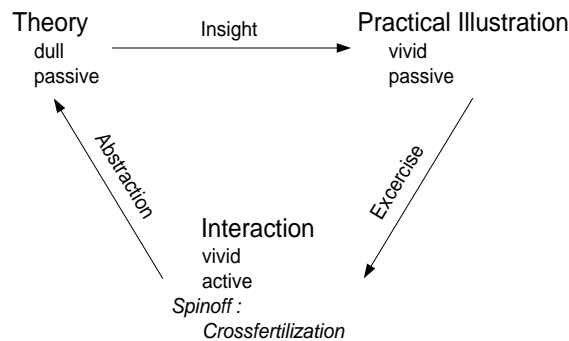 Theory
dull
passive
Insight
Practical Illustration
vivid
passive
Abstraction
Excercise
Interaction
vivid
active
Spinoff :
Crossfertilization